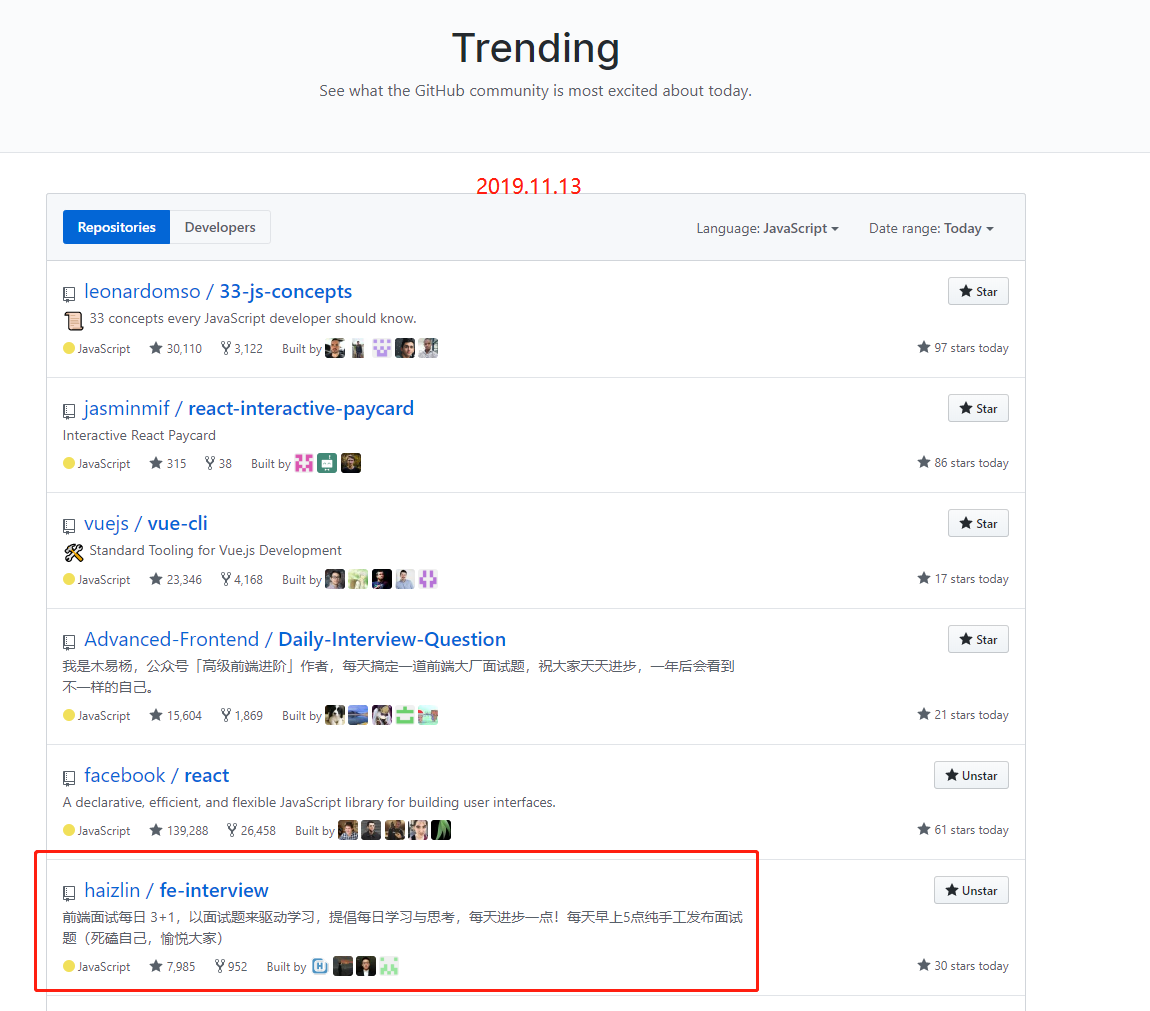 Trending
See what the GitHub community is most excited about today.
2019.11.13
Repositories Developers Language: JavaScript Date range: Today
leonardomso / 33-js-concepts Star
33 concepts every JavaScript developer should know.
JavaScript 30,110 3,122 Built by 97 stars today
jasminmif / react-interactive-paycard Star
Interactive React Paycard
JavaScript 315 38 Built by 86 stars today
vuejs / vue-cli Star
Standard Tooling for Vue.js Development
JavaScript 23,346 4,168 Built by 17 stars today
Advanced-Frontend / Daily-Interview-Question Star
我是木易杨，公众号「高级前端进阶」作者，每天搞定一道前端大厂面试题，祝大家天天进步，一年后会看到
不一样的自己。
JavaScript 15,604 1,869 Built by 21 stars today
facebook / react Unstar
A declarative, efficient, and flexible JavaScript library for building user interfaces.
JavaScript 139,288 26,458 Built by 61 stars today
haizlin / fe-interview Unstar
前端面试每日 3+1，以面试题来驱动学习，提倡每日学习与思考，每天进步一点！每天早上5点纯手工发布面试
题（死磕自己，愉悦大家）
JavaScript 7,985 952 Built by 30 stars today